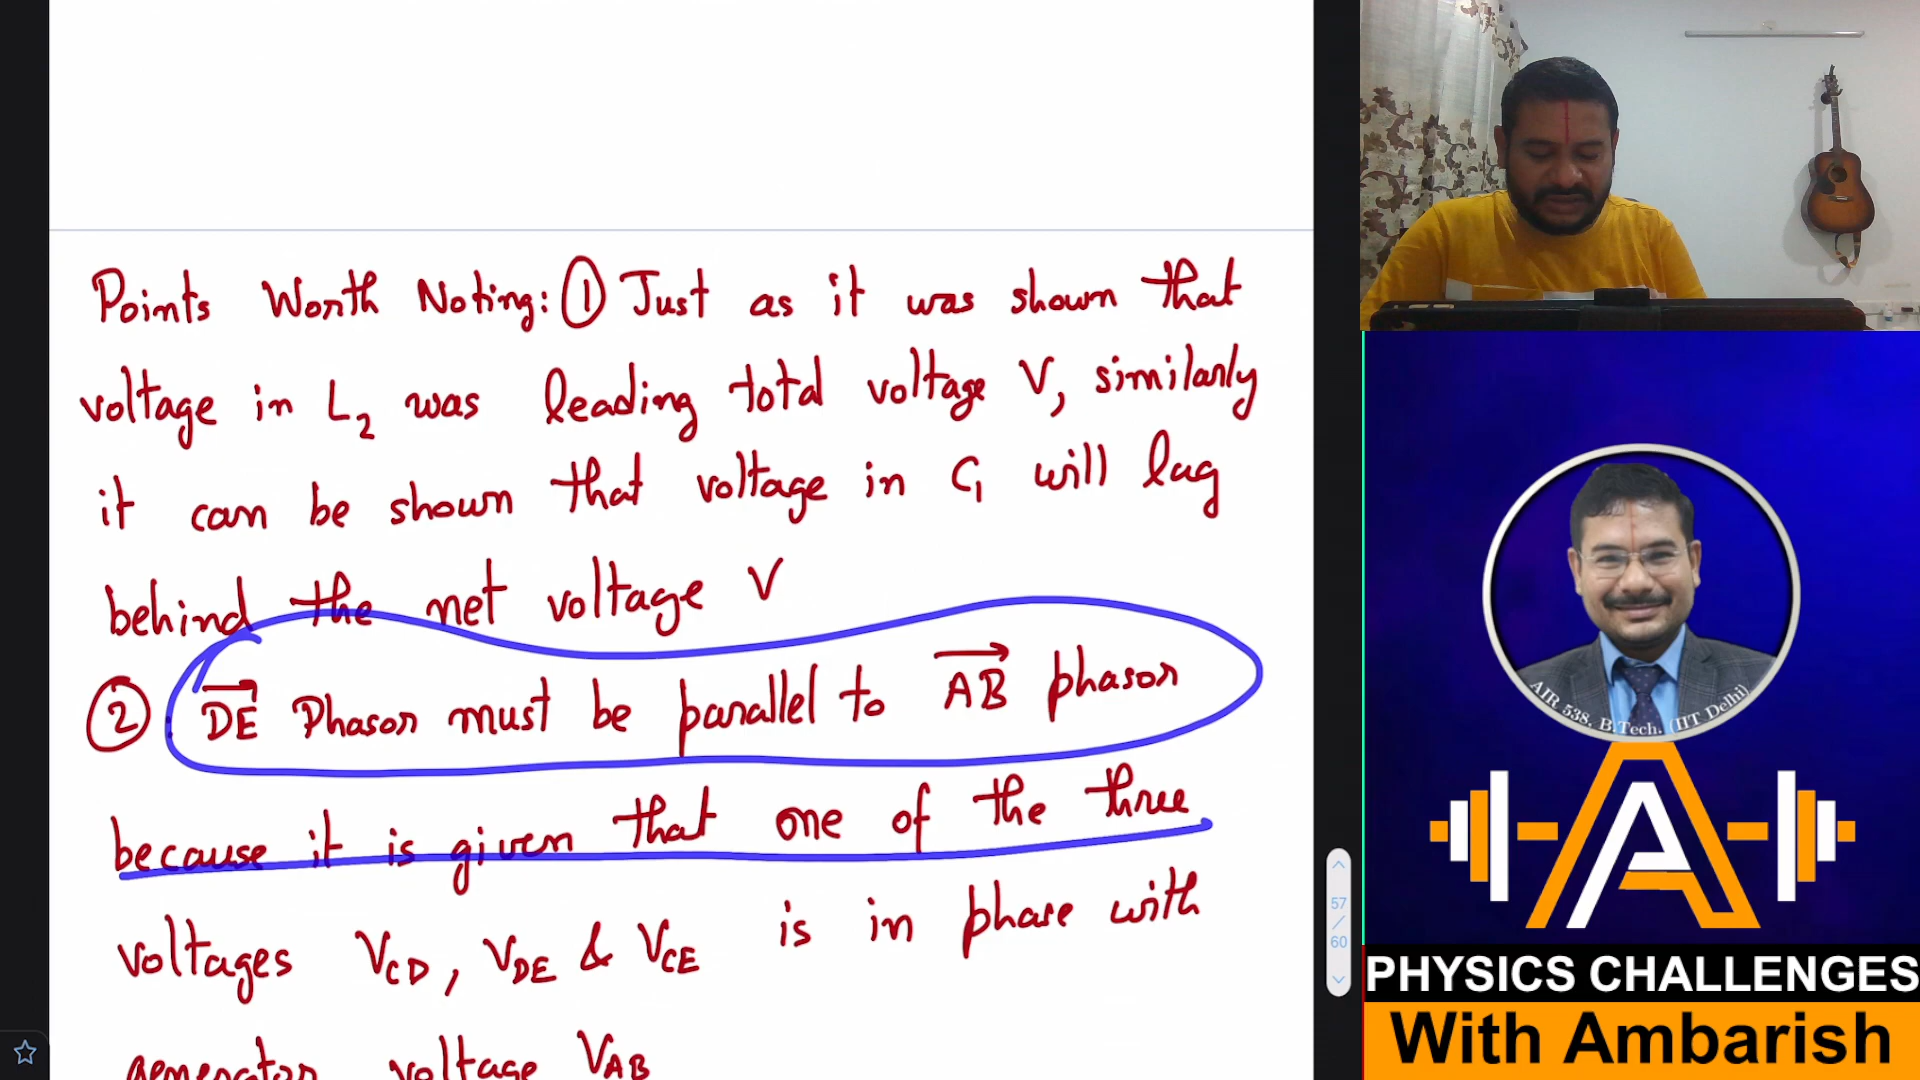 Points Worth Noting: ① Just as it was shown that
voltage in L₂ was leading total voltage V, similarly
it can be shown that voltage in C₁ will lag
behind the net voltage V
② DE Phasor must be parallel to AB phasor
because it is given that one of the three
voltages VCD, VDE & VCE is in phase with
generator voltage VAB
57
/
60
AIR 538, B.Tech. (IIT Delhi)
A
PHYSICS CHALLENGES
With Ambarish